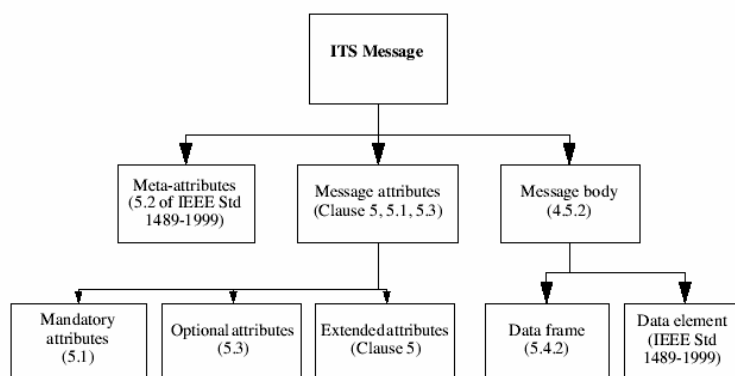 ITS Message
Meta-attributes
(5.2 of IEEE Std
1489-1999)
Message attributes
(Clause 5, 5.1, 5.3)
Message body
(4.5.2)
Mandatory
attributes
(5.1)
Optional attributes
(5.3)
Extended attributes
(Clause 5)
Data frame
(5.4.2)
Data element
(IEEE Std
1489-1999)